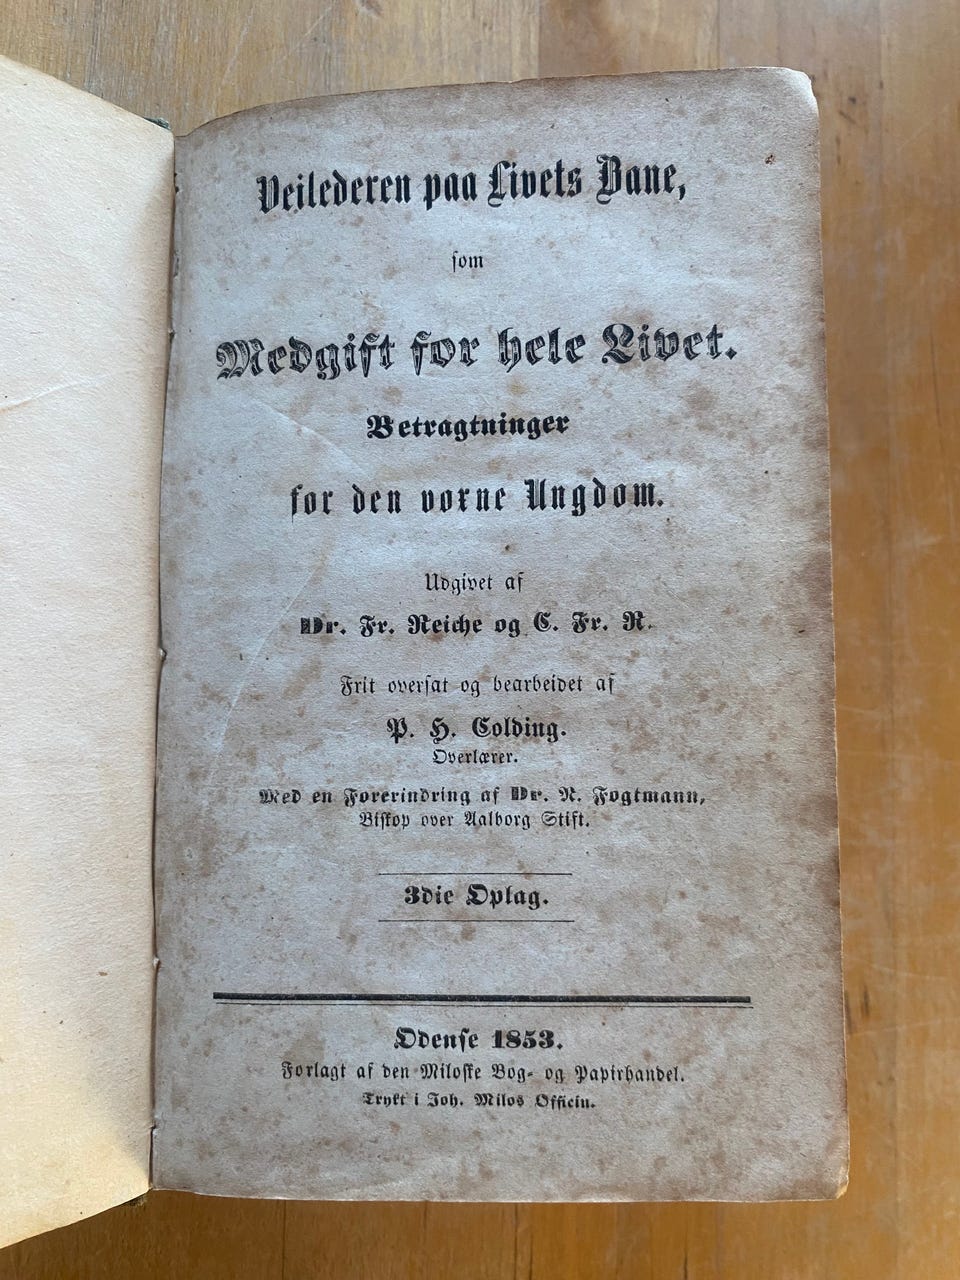 Veilederen paa Livets Bane,
som
Medgift for hele Livet.
Betragtninger
for den vorne Ungdom.
Udgivet af
Dr. Fr. Reiche og C. Fr. R.
Frit oversat og bearbeidet af
P. H. Colding.
Overlærer.
Med en Forerindring af Dr. N. Fogtmann,
Biskop over Aalborg Stift.
3die Oplag.
Odense 1853.
Forlagt af den Miloske Bog- og Papirhandel.
Trykt i Joh. Milos Officin.